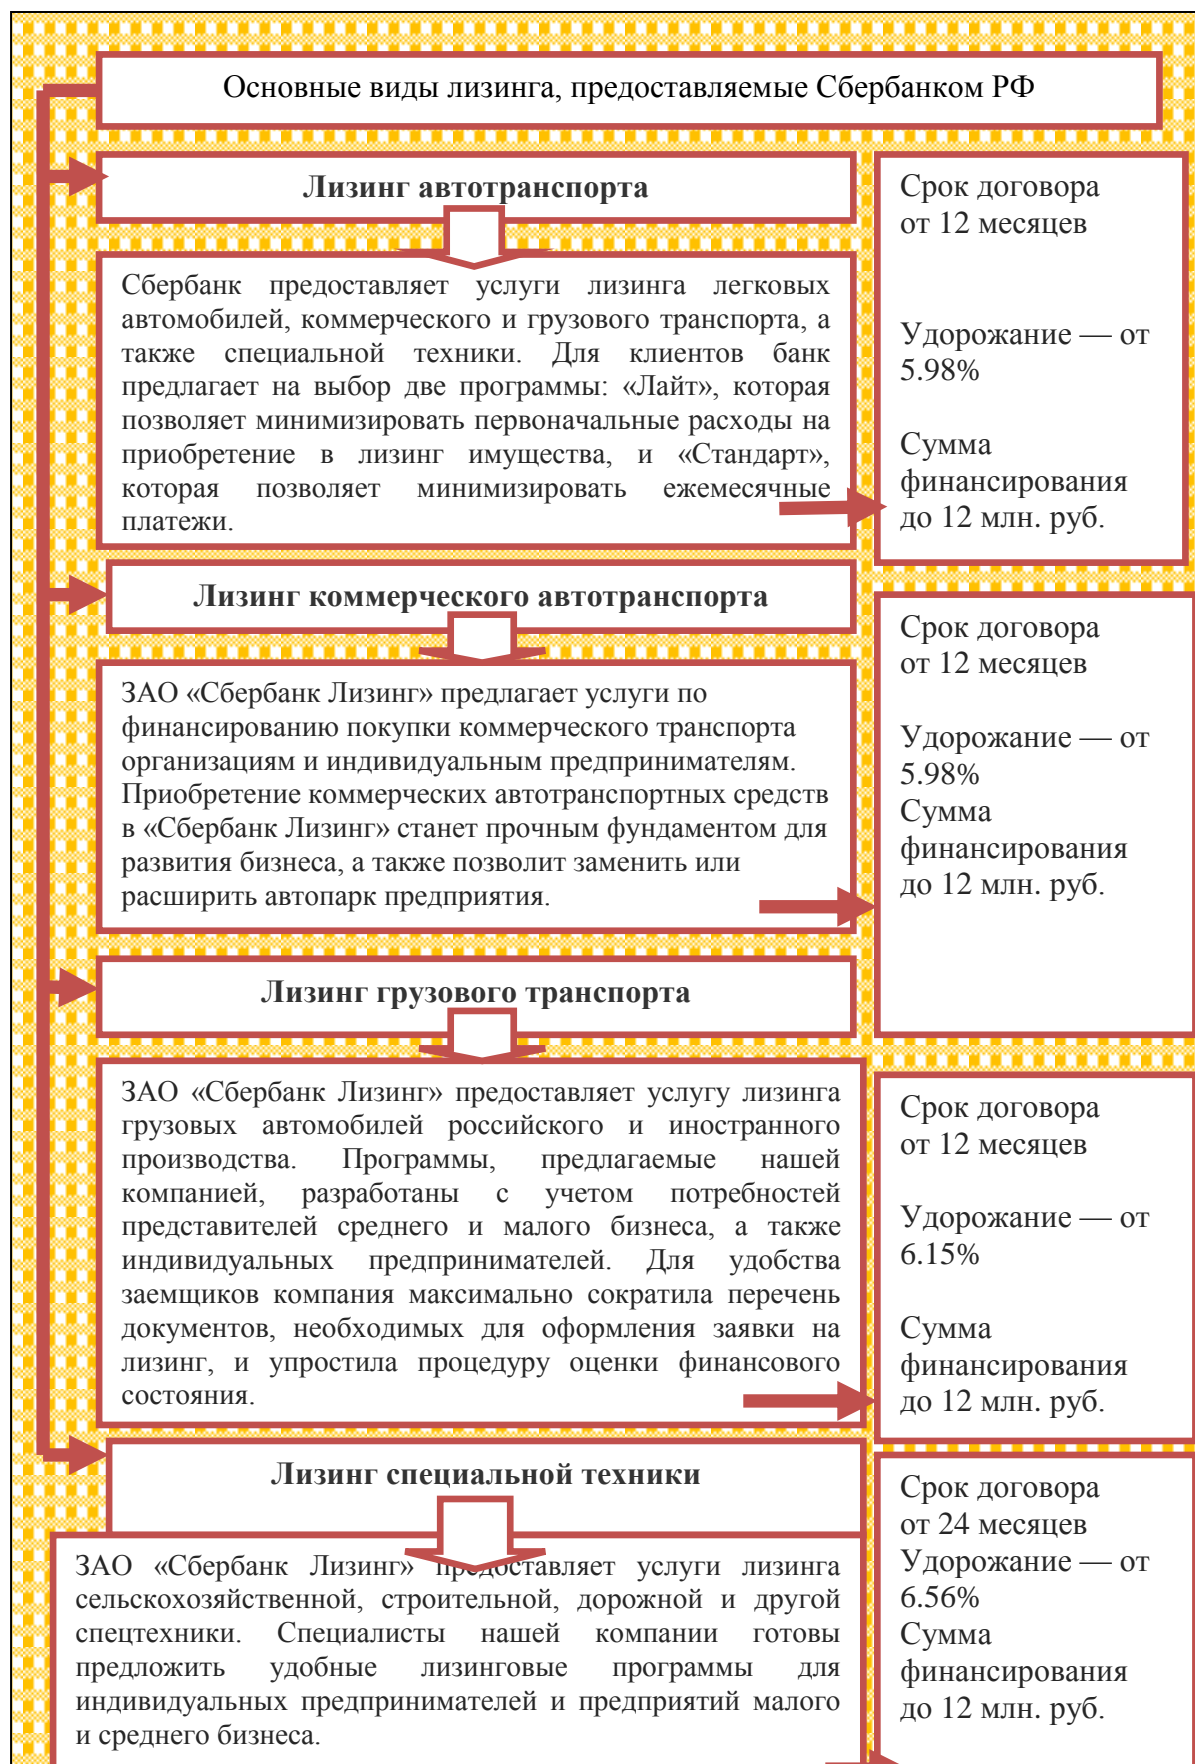 Основные виды лизинга, предоставляемые Сбербанком РФ
Лизинг автотранспорта
Сбербанк предоставляет услуги лизинга легковых
автомобилей, коммерческого и грузового транспорта, а
также специальной техники. Для клиентов банк
предлагает на выбор две программы: «Лайт», которая
позволяет минимизировать первоначальные расходы на
приобретение в лизинг имущества, и «Стандарт»,
которая позволяет минимизировать ежемесячные
платежи.
Срок договора
от 12 месяцев
Удорожание — от
5.98%
Сумма
финансирования
до 12 млн. руб.
Лизинг коммерческого автотранспорта
ЗАО «Сбербанк Лизинг» предлагает услуги по
финансированию покупки коммерческого транспорта
организациям и индивидуальным предпринимателям.
Приобретение коммерческих автотранспортных средств
в «Сбербанк Лизинг» станет прочным фундаментом для
развития бизнеса, а также позволит заменить или
расширить автопарк предприятия.
Срок договора
от 12 месяцев
Удорожание — от
5.98%
Сумма
финансирования
до 12 млн. руб.
Лизинг грузового транспорта
ЗАО «Сбербанк Лизинг» предоставляет услугу лизинга
грузовых автомобилей российского и иностранного
производства. Программы, предлагаемые нашей
компанией, разработаны с учетом потребностей
представителей среднего и малого бизнеса, а также
индивидуальных предпринимателей. Для удобства
заемщиков компания максимально сократила перечень
документов, необходимых для оформления заявки на
лизинг, и упростила процедуру оценки финансового
состояния.
Срок договора
от 12 месяцев
Удорожание — от
6.15%
Сумма
финансирования
до 12 млн. руб.
Лизинг специальной техники
ЗАО «Сбербанк Лизинг» предоставляет услуги лизинга
сельскохозяйственной, строительной, дорожной и другой
спецтехники. Специалисты нашей компании готовы
предложить удобные лизинговые программы для
индивидуальных предпринимателей и предприятий малого
и среднего бизнеса.
Срок договора
от 24 месяцев
Удорожание — от
6.56%
Сумма
финансирования
до 12 млн. руб.